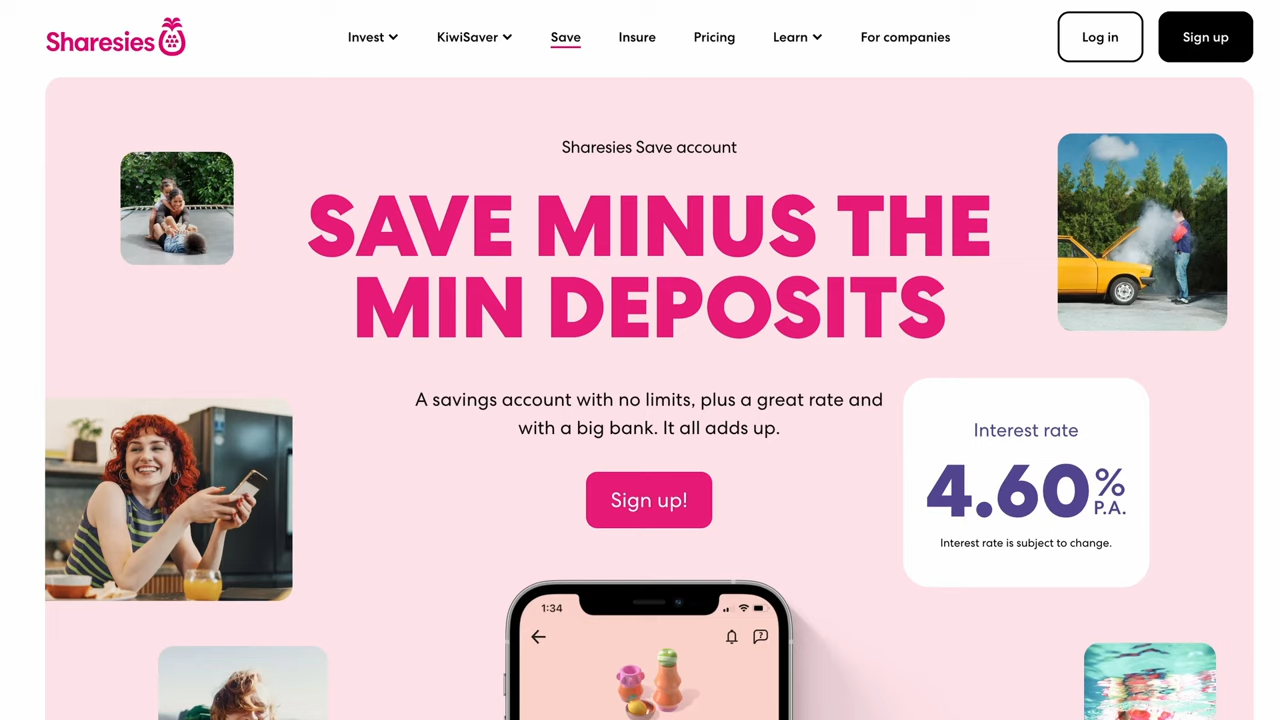 Sharesies
Invest
KiwiSaver
Save
Insure
Pricing
Learn
For companies
Log in
Sign up
Sharesies Save account
SAVE MINUS THE
MIN DEPOSITS
A savings account with no limits, plus a great rate and
with a big bank. It all adds up.
Sign up!
Interest rate
4.60%
P.A.
Interest rate is subject to change.
1:34
?